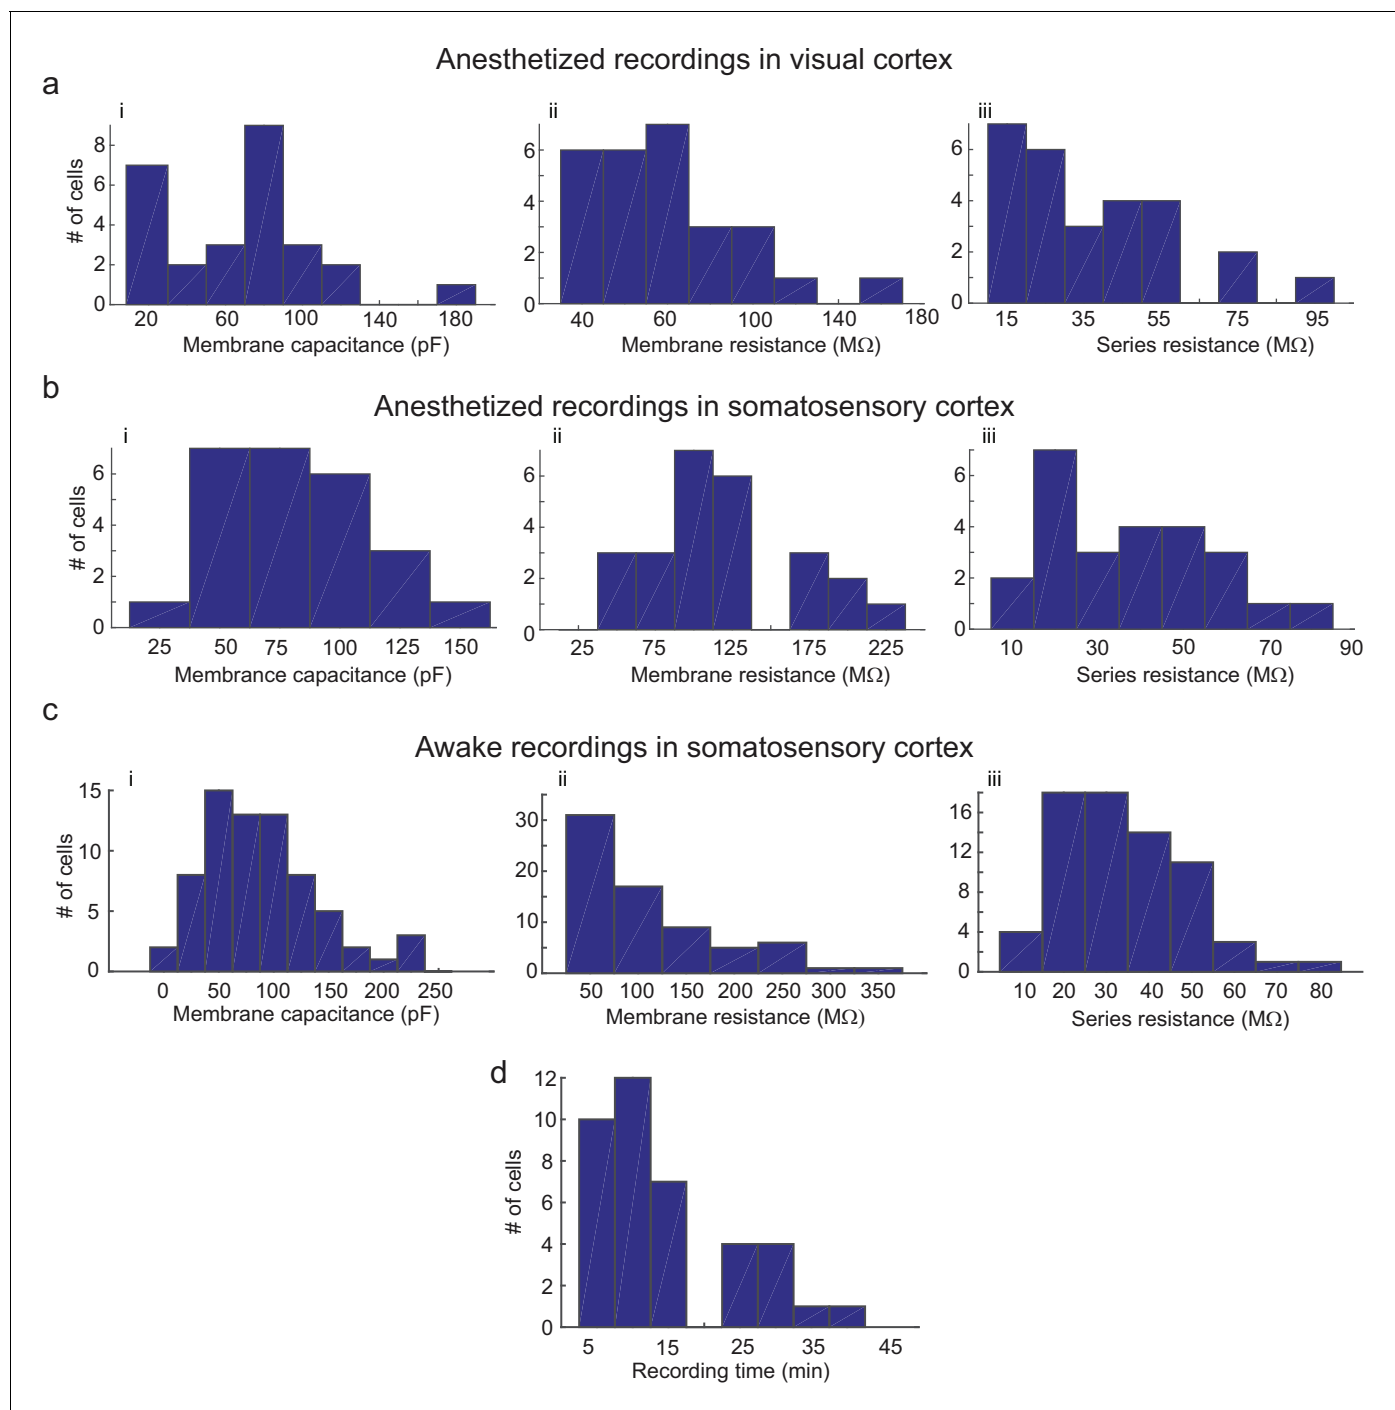 Anesthetized recordings in visual cortex
a
i
ii
iii
# of cells
8
6
4
2
0
20 60 100 140 180
Membrane capacitance (pF)
6
4
2
0
40 60 100 140 180
Membrane resistance (MΩ)
6
4
2
0
15 35 55 75 95
Series resistance (MΩ)
b
Anesthetized recordings in somatosensory cortex
i
ii
iii
# of cells
6
4
2
0
25 50 75 100 125 150
Membrance capacitance (pF)
6
4
2
0
25 75 125 175 225
Membrane resistance (MΩ)
6
4
2
0
10 30 50 70 90
Series resistance (MΩ)
c
Awake recordings in somatosensory cortex
i
ii
iii
# of cells
15
10
5
0
0 50 100 150 200 250
Membrane capacitance (pF)
30
20
10
0
50 100 150 200 250 300 350
Membrane resistance (MΩ)
16
12
8
4
0
10 20 30 40 50 60 70 80
Series resistance (MΩ)
d
# of cells
12
10
8
6
4
2
0
5 15 25 35 45
Recording time (min)